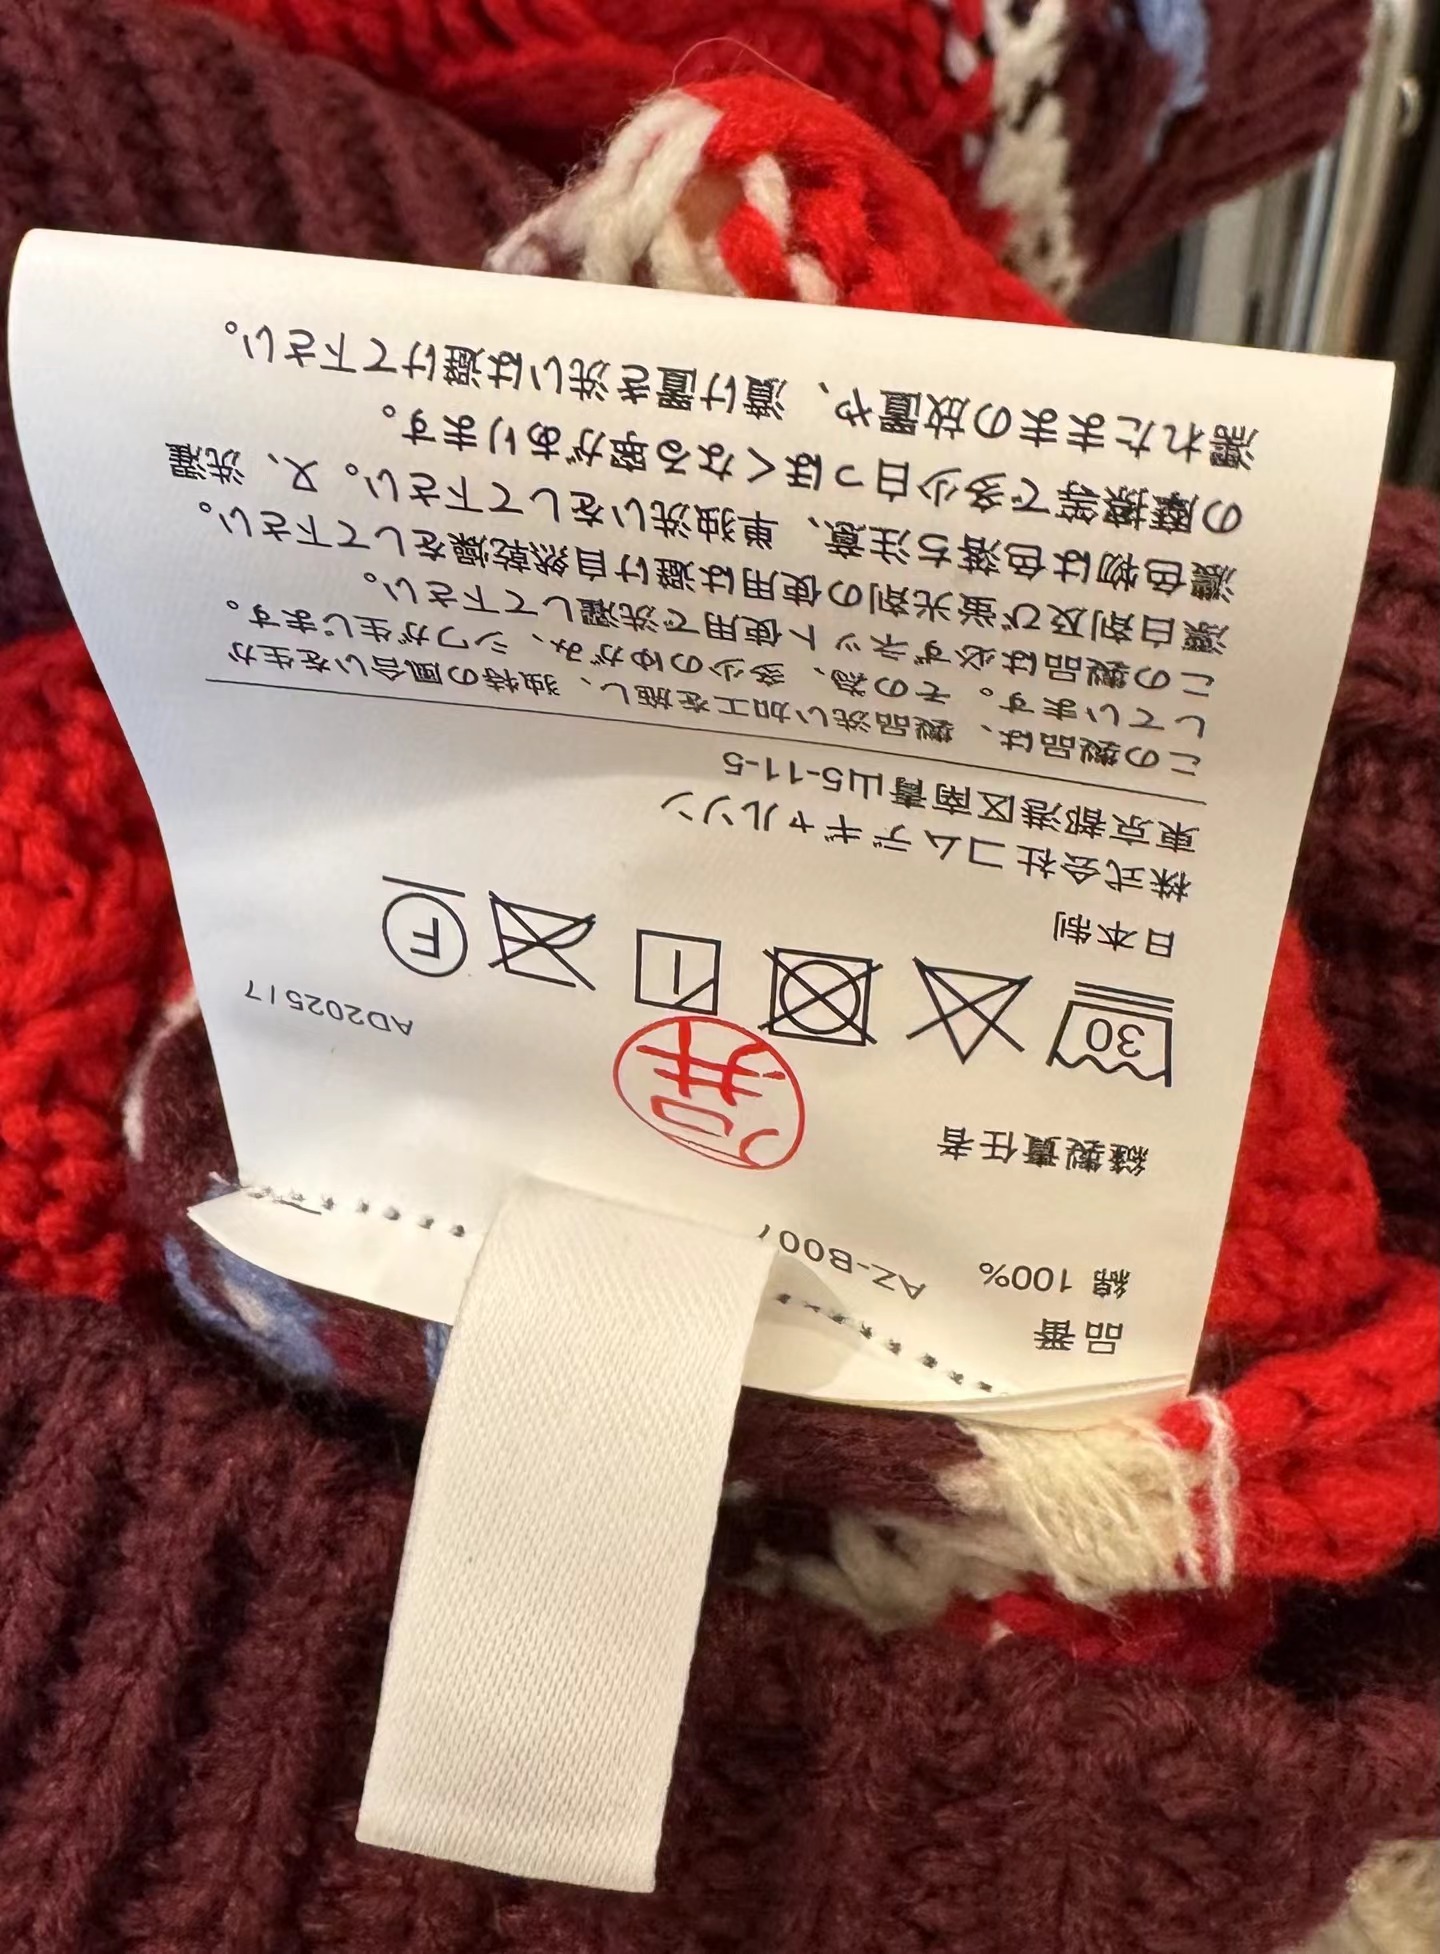 品番
AZ-B007
綿 100%
縫製責任者
30
F
AD202517
日本製
株式会社コムデギャルソン
東京都港区南青山5-11-5
この製品は、製品洗い加工を施し、独特の風合いを生か
しています。その為、多少のゆがみ、シワが生じます。
この製品は必ずネット使用で洗濯して下さい。
漂白剤及び蛍光剤の使用は避け自然乾燥をして下さい。
濃色物は色落ち注意、単独洗いをして下さい。又、洗濯
の摩擦等で多少白っぽくなる事があります。
濡れたままの放置や、漬け置き洗いは避けて下さい。